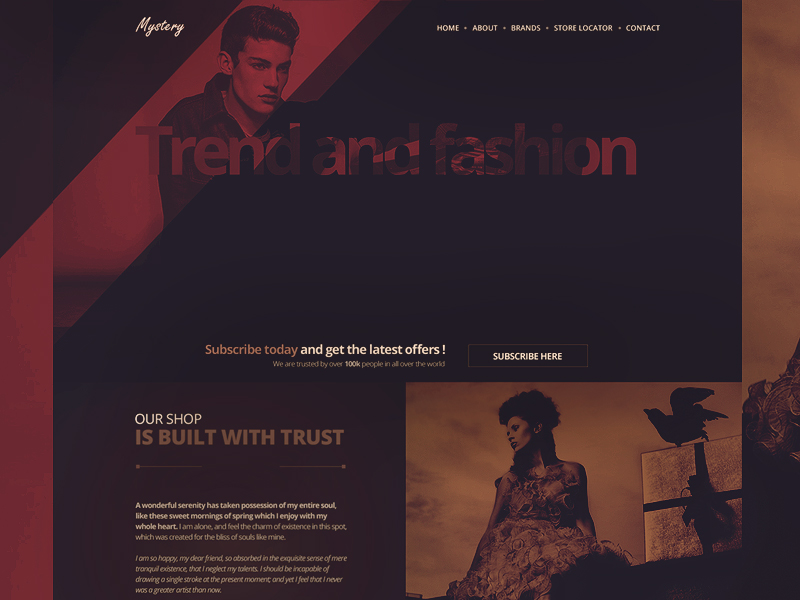 Mystery
HOME • ABOUT • BRANDS • STORE LOCATOR • CONTACT
Trend and fashion
Subscribe today and get the latest offers !
We are trusted by over 100k people in all over the world
SUBSCRIBE HERE
OUR SHOP
IS BUILT WITH TRUST
A wonderful serenity has taken possession of my entire soul,
like these sweet mornings of spring which I enjoy with my
whole heart. I am alone, and feel the charm of existence in this spot,
which was created for the bliss of souls like mine.
I am so happy, my dear friend, so absorbed in the exquisite sense of mere
tranquil existence, that I neglect my talents. I should be incapable of
drawing a single stroke at the present moment; and yet I feel that I never
was a greater artist than now.